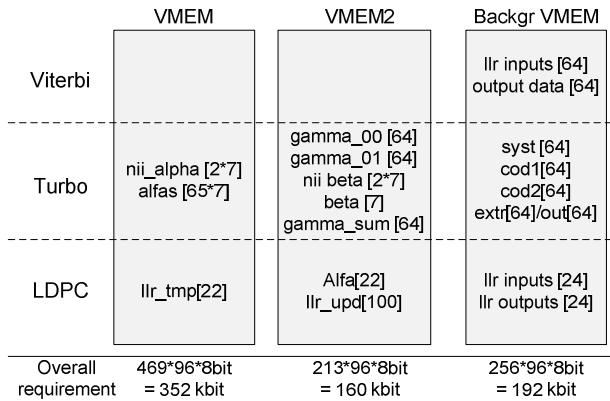 VMEM VMEM2 Backgr VMEM
Viterbi
llr inputs [64]
output data [64]
Turbo
nii_alpha [2*7]
alfas [65*7]
gamma_00 [64]
gamma_01 [64]
nii beta [2*7]
beta [7]
gamma_sum [64]
syst [64]
cod1[64]
cod2[64]
extr[64]/out[64]
LDPC
llr_tmp[22]
Alfa[22]
llr_upd[100]
llr inputs [24]
llr outputs [24]
Overall requirement
469*96*8bit
= 352 kbit
213*96*8bit
= 160 kbit
256*96*8bit
= 192 kbit